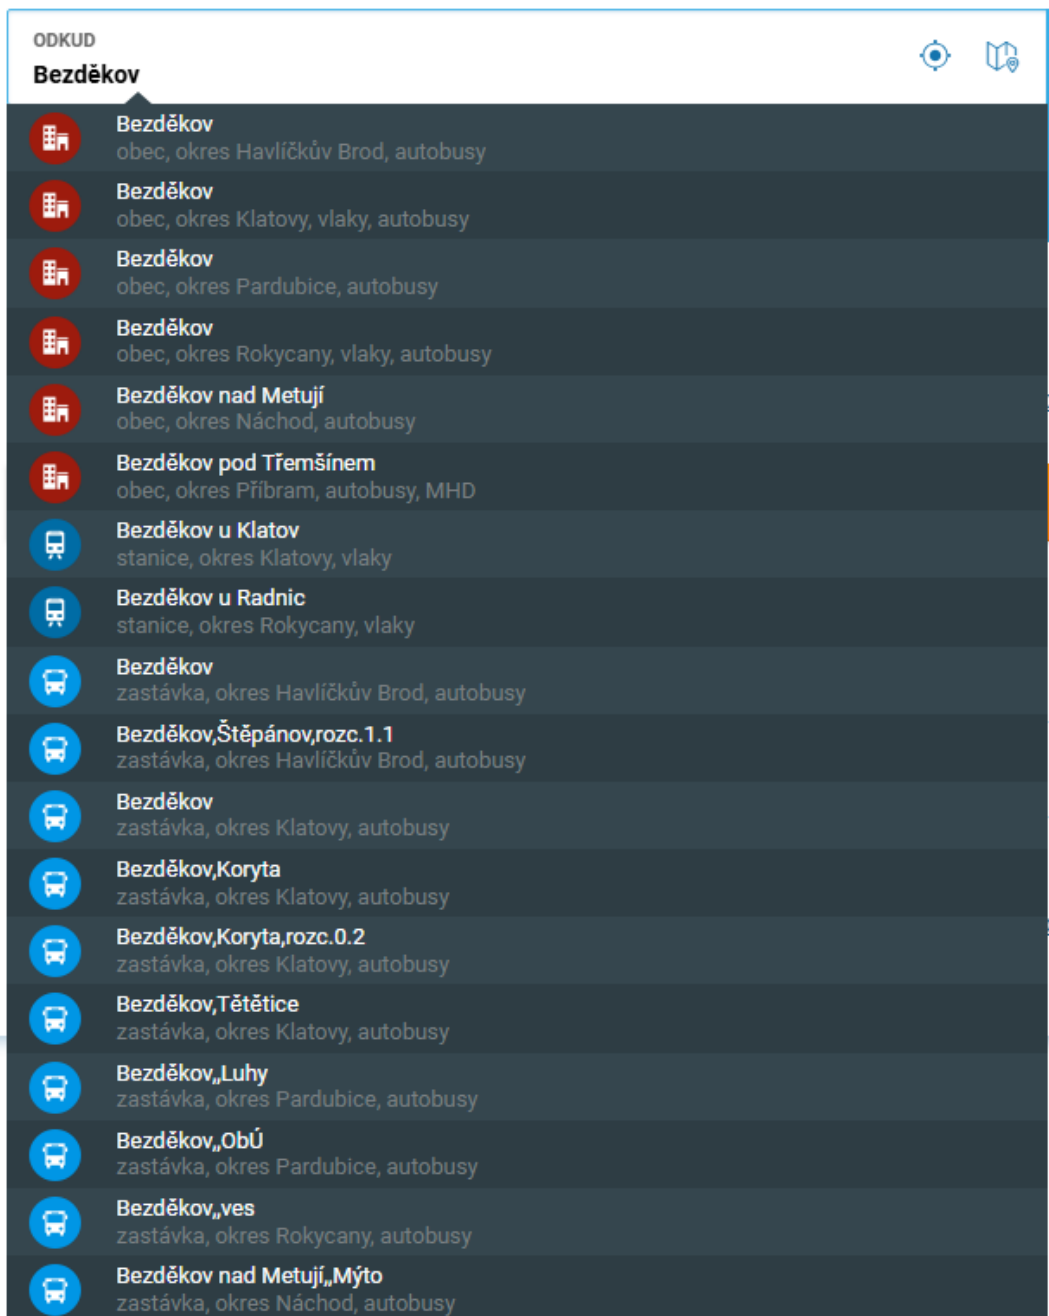 ODKUD
Bezděkov
Bezděkov
obec, okres Havlíčkův Brod, autobusy
Bezděkov
obec, okres Klatovy, vlaky, autobusy
Bezděkov
obec, okres Pardubice, autobusy
Bezděkov
obec, okres Rokycany, vlaky, autobusy
Bezděkov nad Metují
obec, okres Náchod, autobusy
Bezděkov pod Třemšínem
obec, okres Příbram, autobusy, MHD
Bezděkov u Klatov
stanice, okres Klatovy, vlaky
Bezděkov u Radnic
stanice, okres Rokycany, vlaky
Bezděkov
zastávka, okres Havlíčkův Brod, autobusy
Bezděkov,Štěpánov,rozc.1.1
zastávka, okres Havlíčkův Brod, autobusy
Bezděkov
zastávka, okres Klatovy, autobusy
Bezděkov,Koryta
zastávka, okres Klatovy, autobusy
Bezděkov,Koryta,rozc.0.2
zastávka, okres Klatovy, autobusy
Bezděkov,Tětětice
zastávka, okres Klatovy, autobusy
Bezděkov,,Luhy
zastávka, okres Pardubice, autobusy
Bezděkov,,ObÚ
zastávka, okres Pardubice, autobusy
Bezděkov,,ves
zastávka, okres Rokycany, autobusy
Bezděkov nad Metují,,Mýto
zastávka, okres Náchod, autobusy